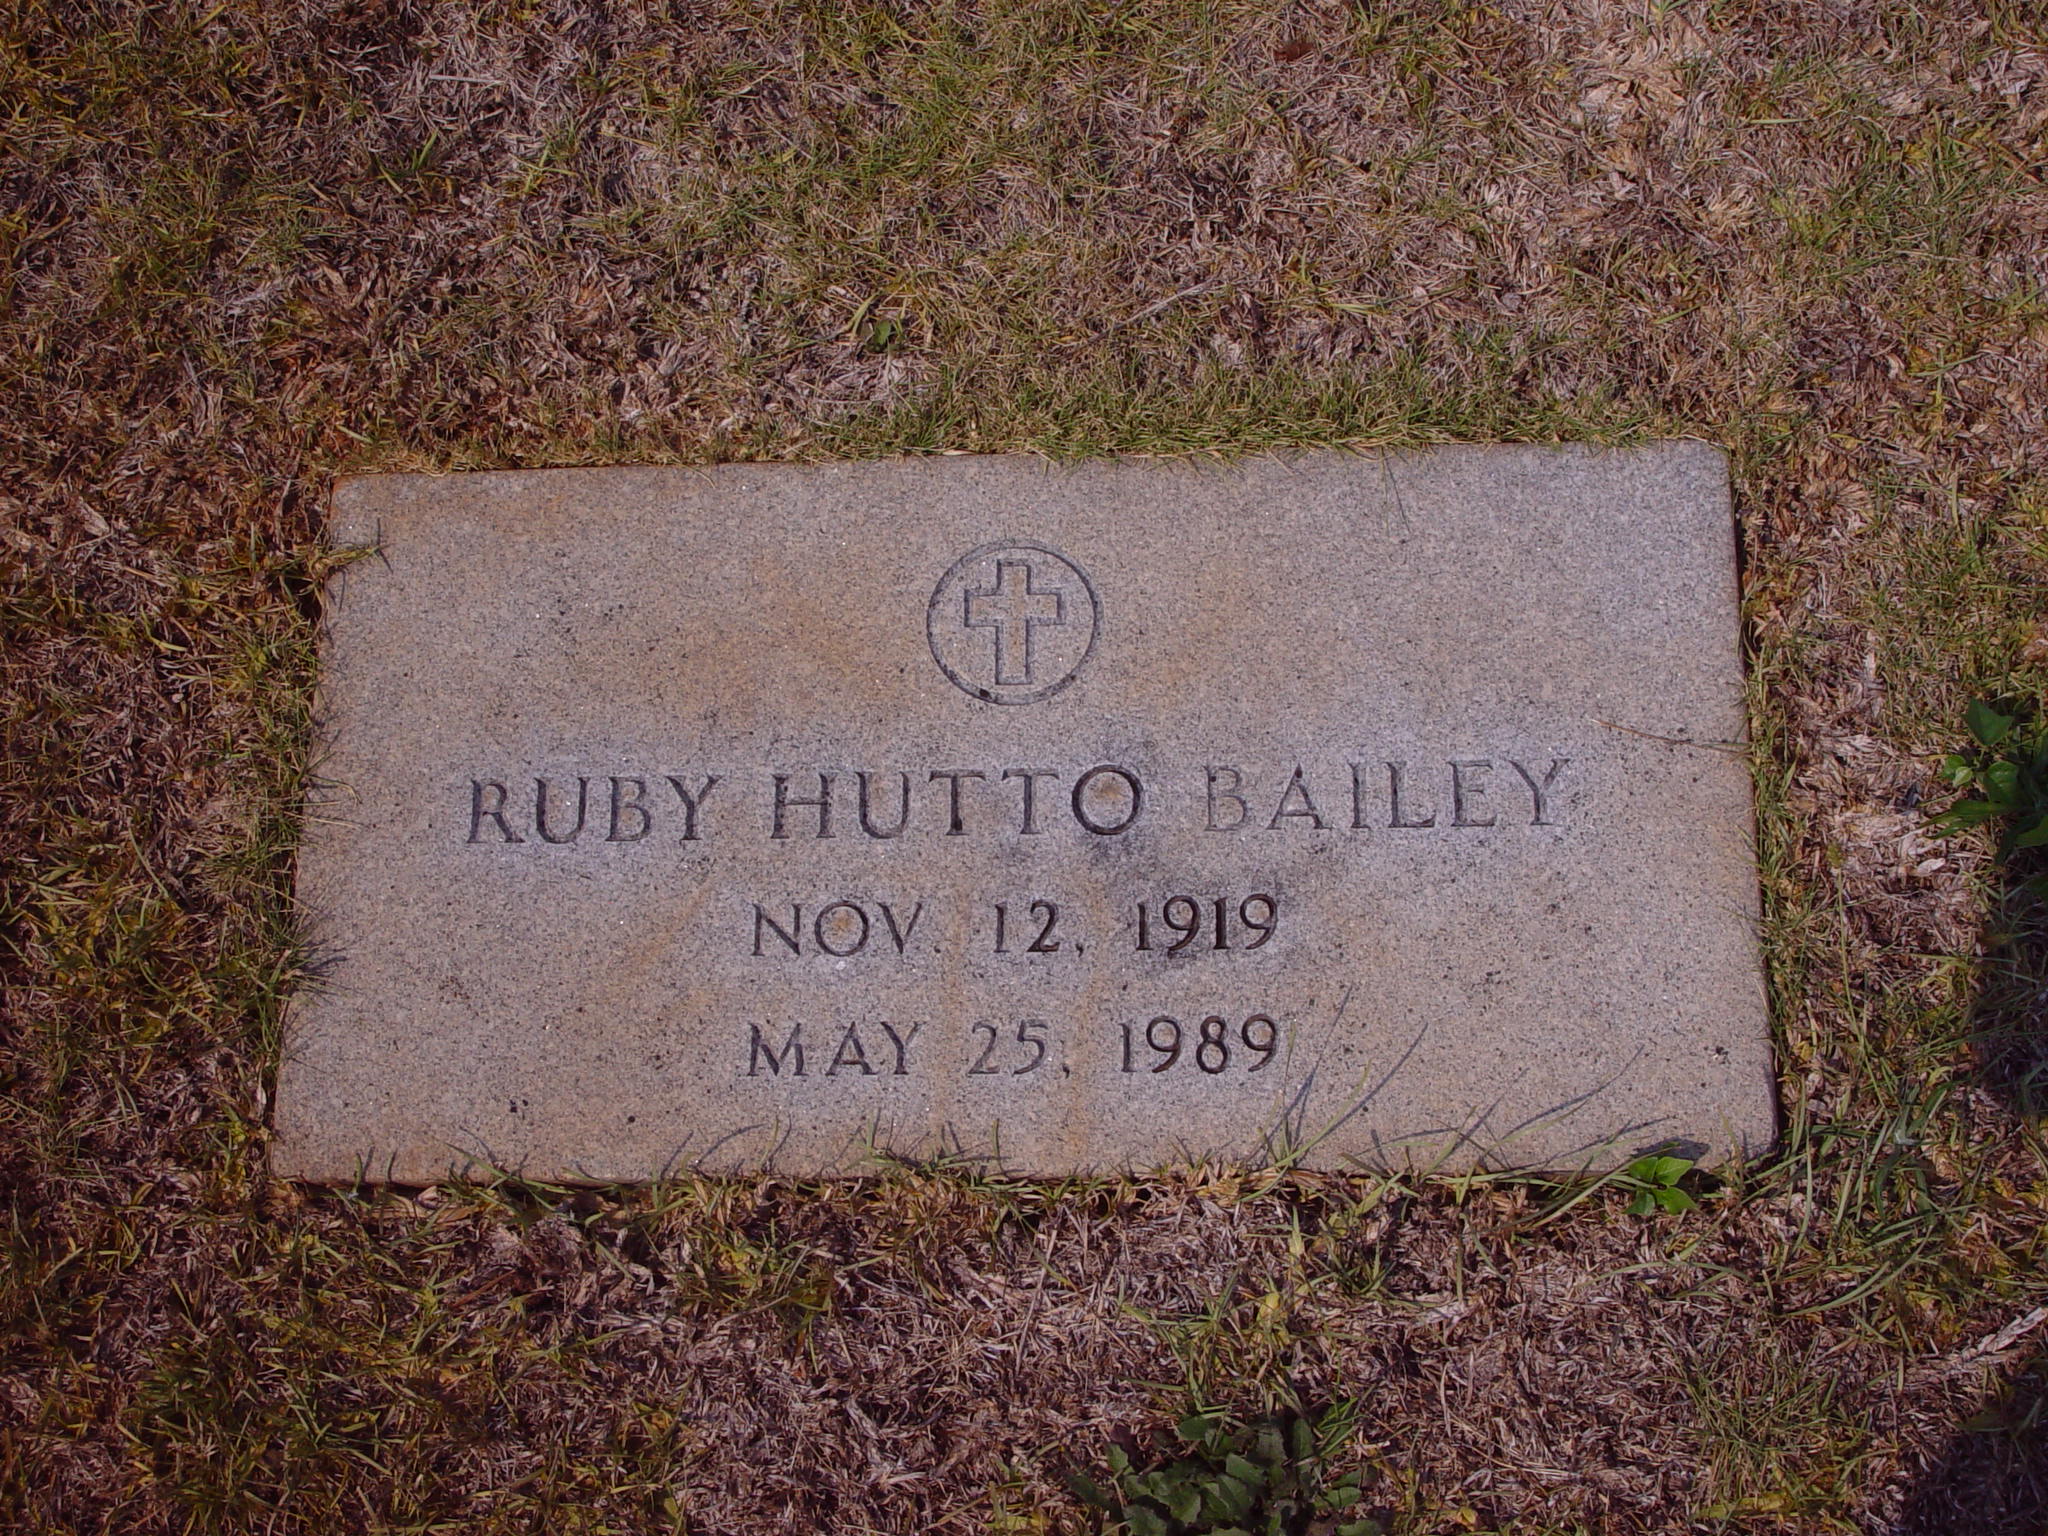 RUBY HUTTO BAILEY
NOV. 12, 1919
MAY 25, 1989